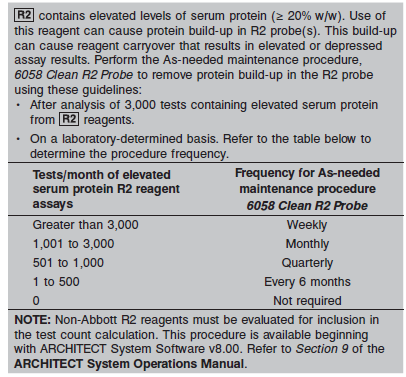 R2 contains elevated levels of serum protein (≥ 20% w/w). Use of
this reagent can cause protein build-up in R2 probe(s). This build-up
can cause reagent carryover that results in elevated or depressed
assay results. Perform the As-needed maintenance procedure,
6058 Clean R2 Probe to remove protein build-up in the R2 probe
using these guidelines:
• After analysis of 3,000 tests containing elevated serum protein
from R2 reagents.
• On a laboratory-determined basis. Refer to the table below to
determine the procedure frequency.
Tests/month of elevated Frequency for As-needed
serum protein R2 reagent maintenance procedure
assays 6058 Clean R2 Probe
Greater than 3,000 Weekly
1,001 to 3,000 Monthly
501 to 1,000 Quarterly
1 to 500 Every 6 months
0 Not required
NOTE: Non-Abbott R2 reagents must be evaluated for inclusion in
the test count calculation. This procedure is available beginning
with ARCHITECT System Software v8.00. Refer to Section 9 of the
ARCHITECT System Operations Manual.